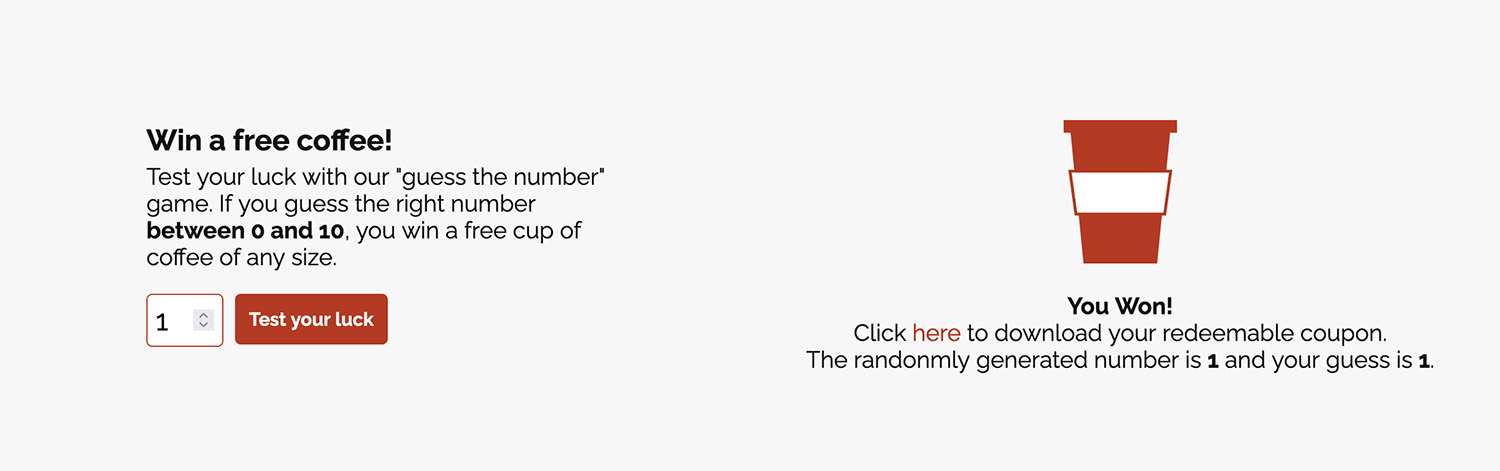 Win a free coffee!
Test your luck with our "guess the number"
game. If you guess the right number
between 0 and 10, you win a free cup of
coffee of any size.
1
Test your luck
You Won!
Click here to download your redeemable coupon.
The randonmly generated number is 1 and your guess is 1.